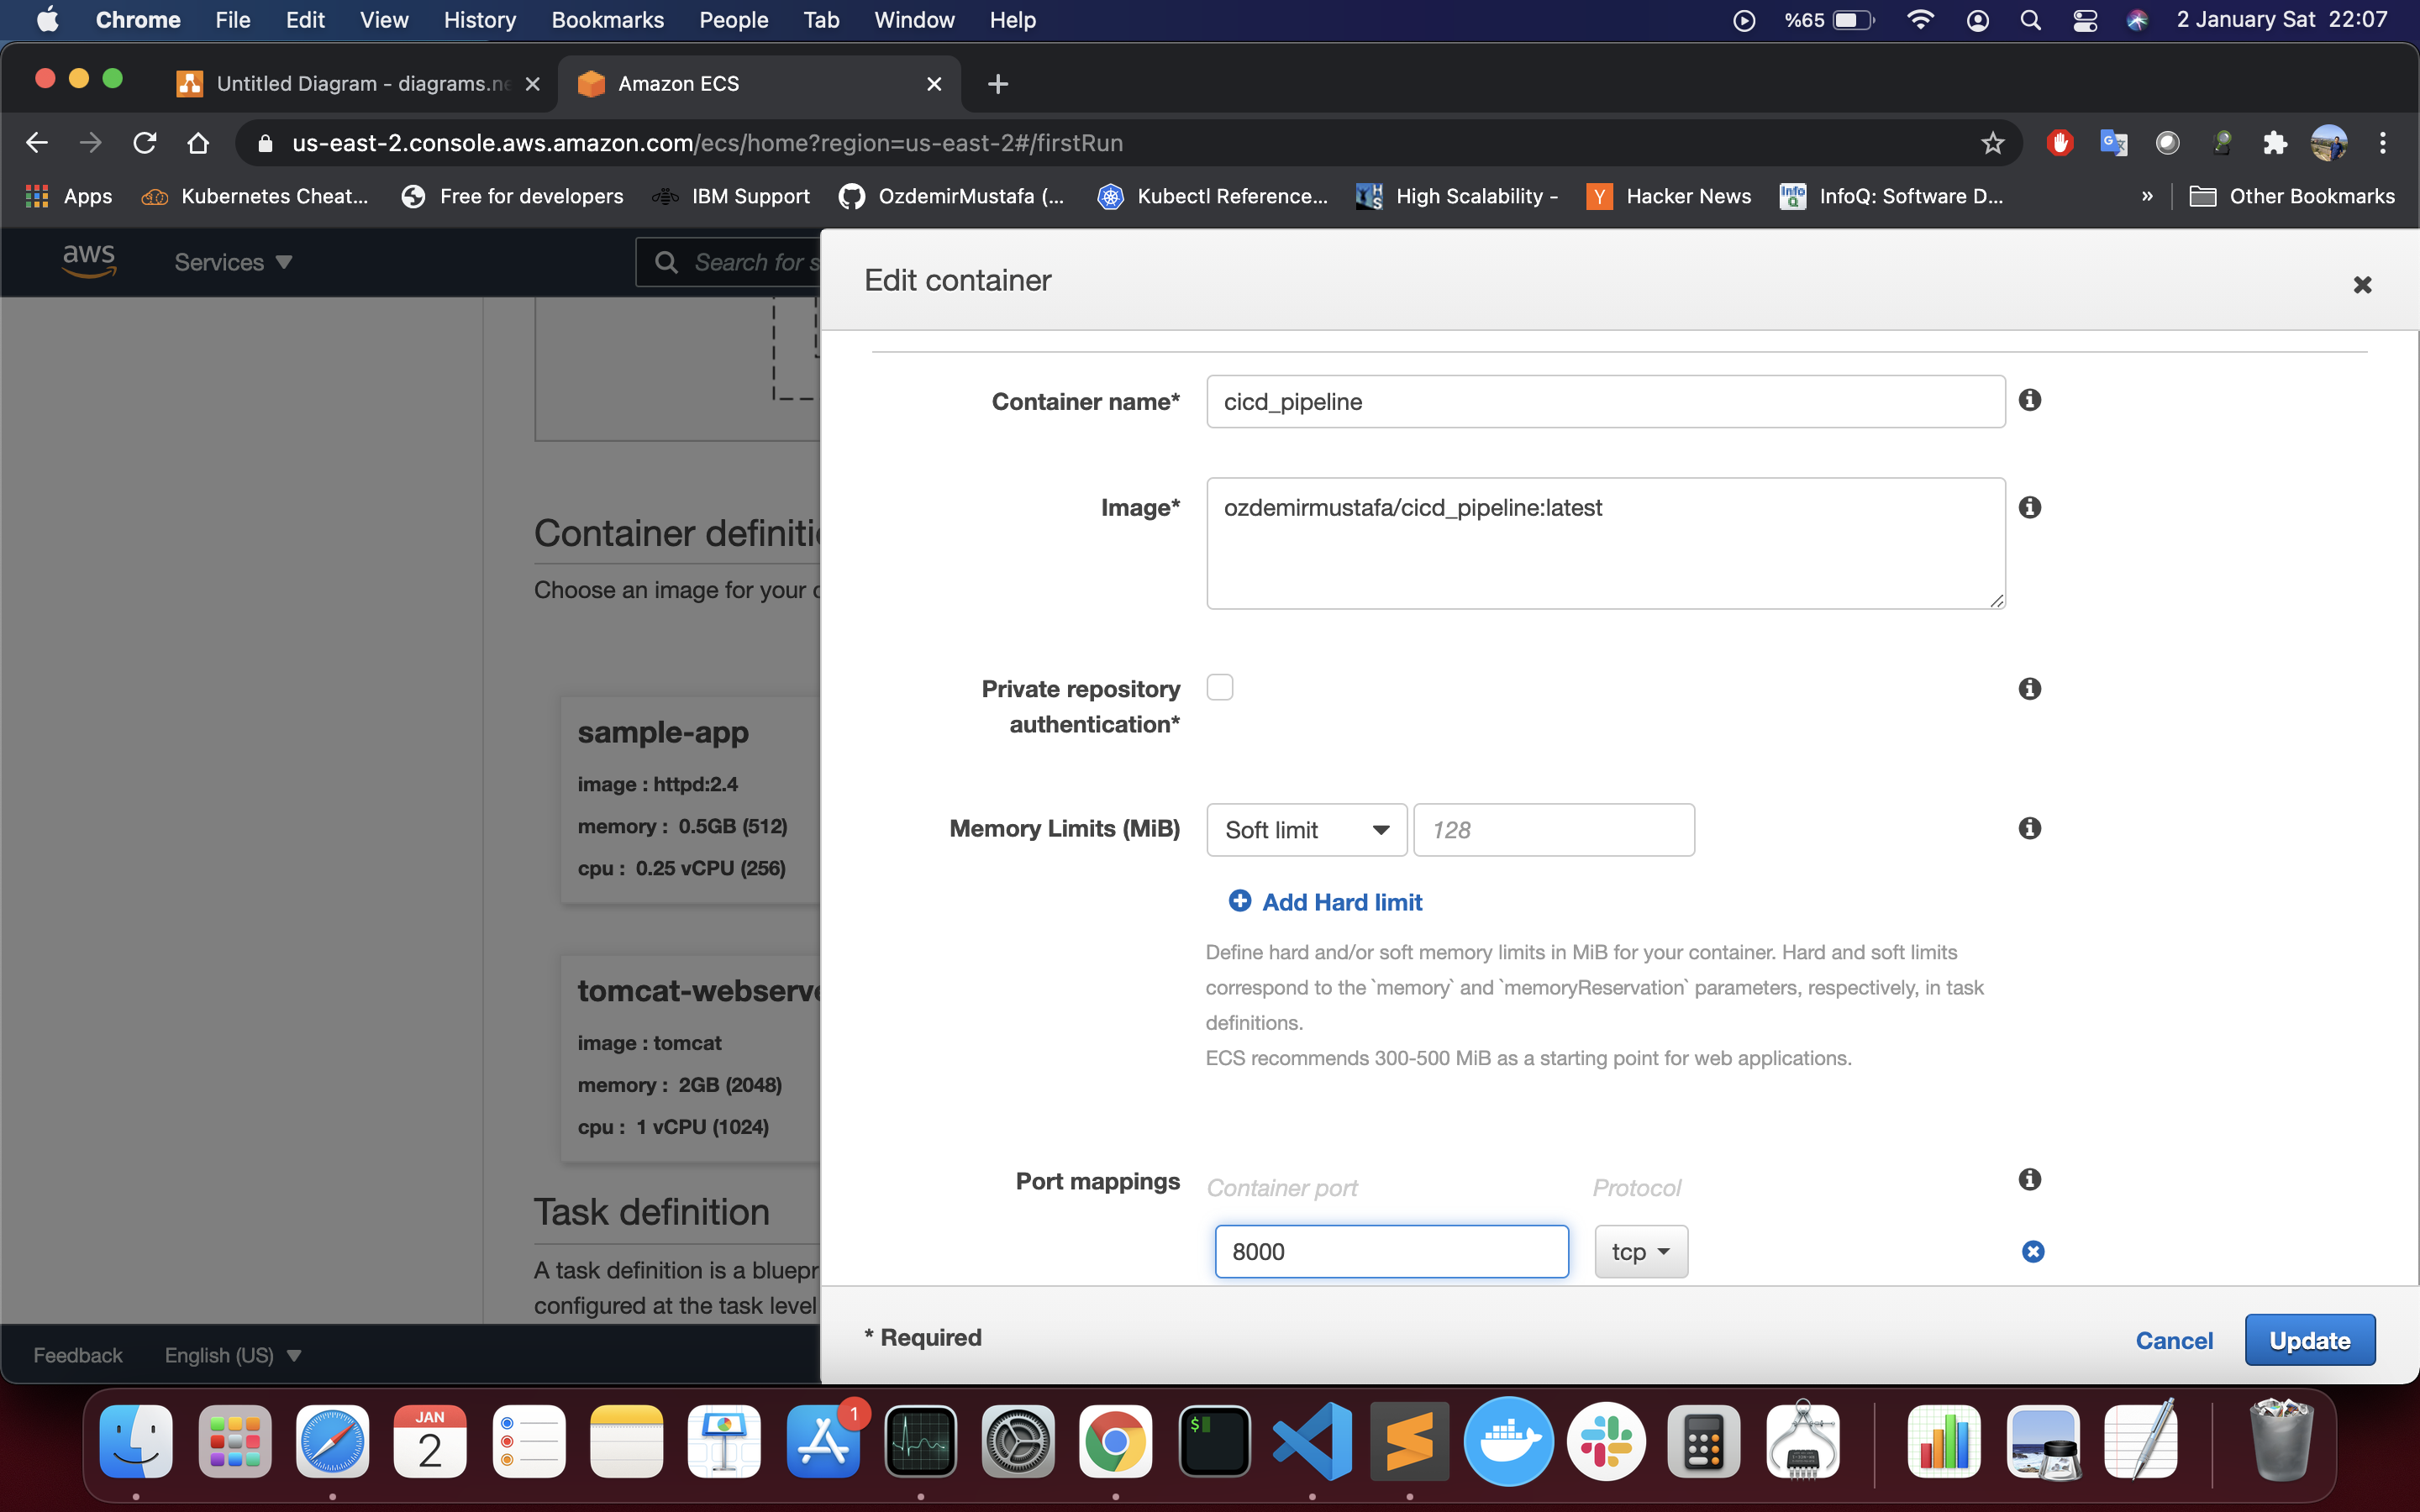 Chrome File Edit View History Bookmarks People Tab Window Help %65 2 January Sat 22:07
Untitled Diagram - diagrams.ne Amazon ECS
us-east-2.console.aws.amazon.com/ecs/home?region=us-east-2#/firstRun
Apps Kubernetes Cheat... Free for developers IBM Support OzdemirMustafa (... Kubectl Reference... High Scalability - Hacker News InfoQ: Software D... » Other Bookmarks
aws Services Search for s
Edit container
Container name* cicd_pipeline
Image* ozdemirmustafa/cicd_pipeline:latest
Container definiti
Choose an image for your c
Private repository
authentication*
sample-app
image : httpd:2.4
memory : 0.5GB (512)
cpu : 0.25 vCPU (256)
Memory Limits (MiB) Soft limit 128
Add Hard limit
Define hard and/or soft memory limits in MiB for your container. Hard and soft limits
correspond to the `memory` and `memoryReservation` parameters, respectively, in task
definitions.
ECS recommends 300-500 MiB as a starting point for web applications.
tomcat-webserve
image : tomcat
memory : 2GB (2048)
cpu : 1 vCPU (1024)
Port mappings Container port Protocol
8000 tcp
Task definition
A task definition is a bluepr
configured at the task level
* Required Cancel Update
Feedback English (US)
JAN
2
1
$